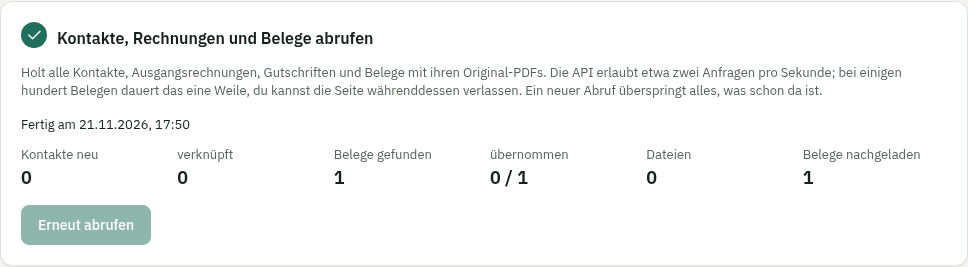 Kontakte, Rechnungen und Belege abrufen
Holt alle Kontakte, Ausgangsrechnungen, Gutschriften und Belege mit ihren Original-PDFs. Die API erlaubt etwa zwei Anfragen pro Sekunde; bei einigen
hundert Belegen dauert das eine Weile, du kannst die Seite währenddessen verlassen. Ein neuer Abruf überspringt alles, was schon da ist.
Fertig am 21.11.2026, 17:50
Kontakte neu verknüpft Belege gefunden übernommen Dateien Belege nachgeladen
0 0 1 0 / 1 0 1
Erneut abrufen